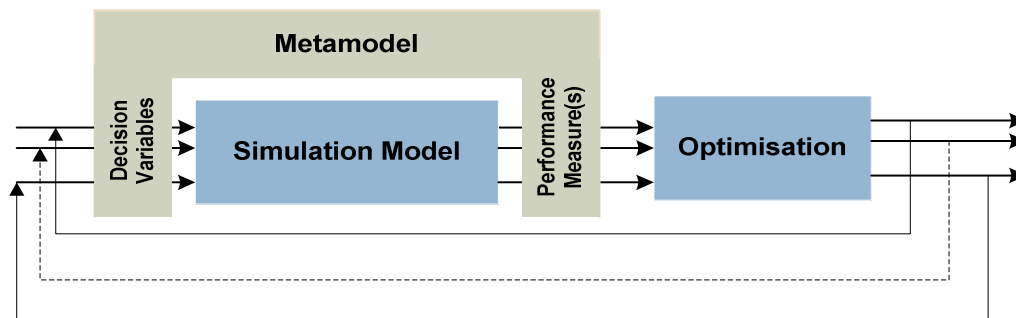 Metamodel
Decision
Variables
Simulation Model
Performance
Measure(s)
Optimisation